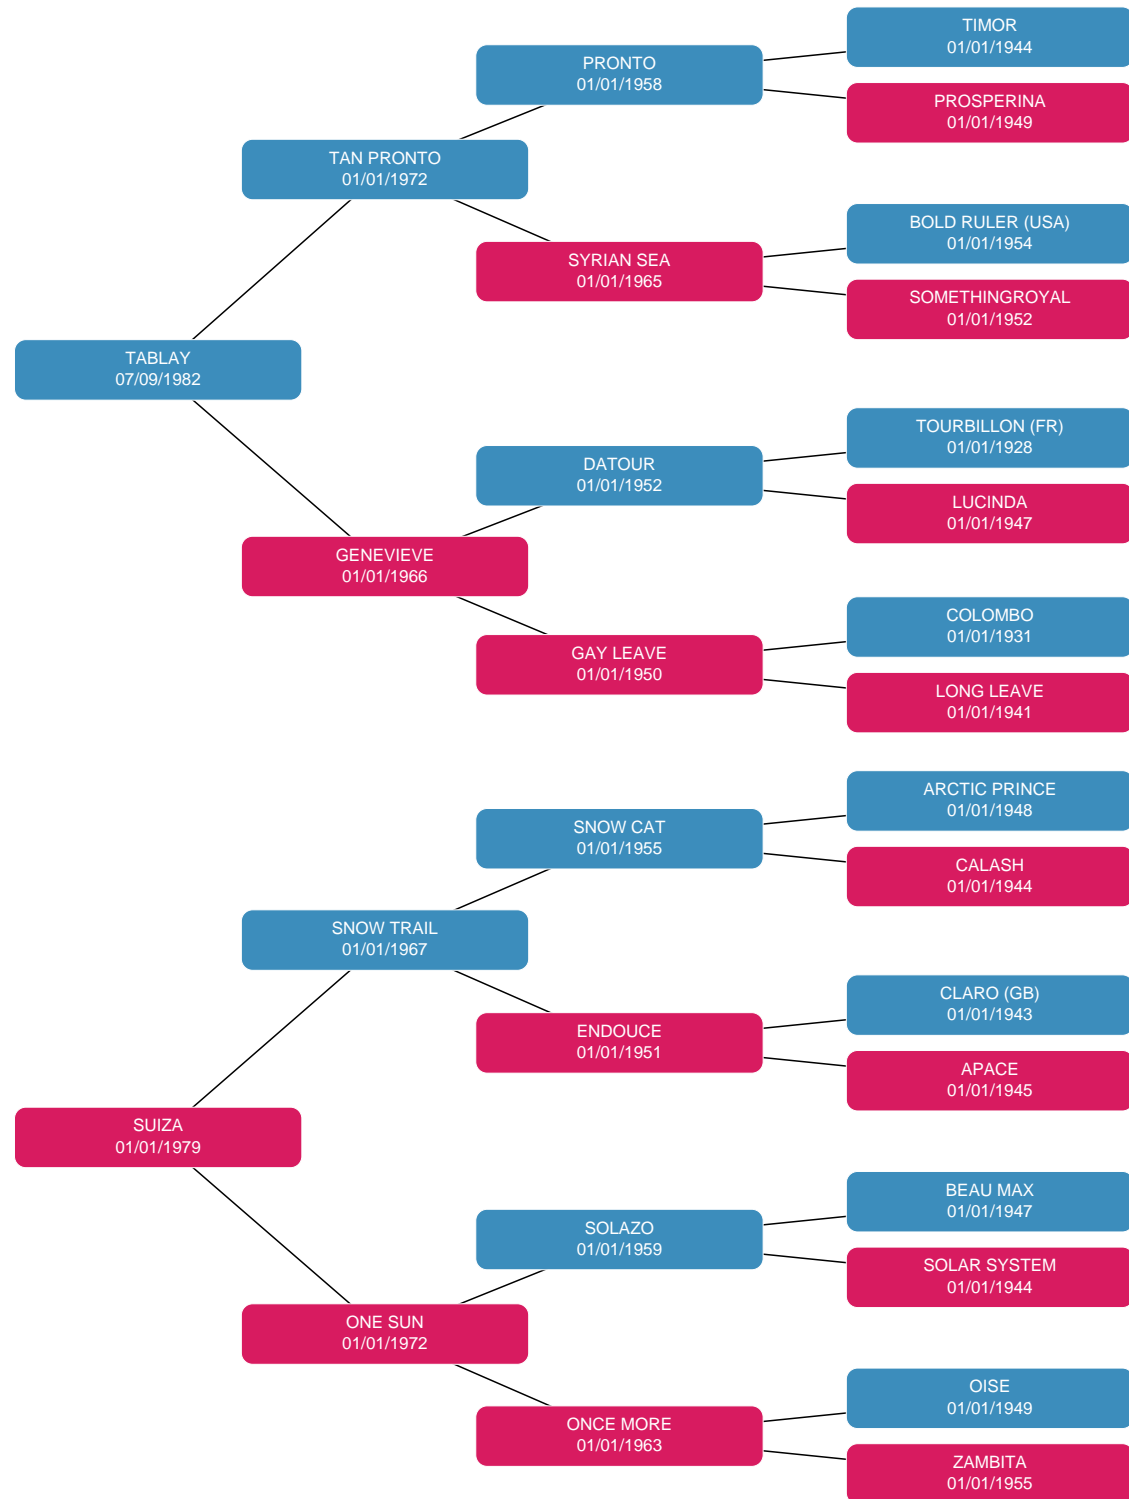 TIMOR
01/01/1944
PRONTO
01/01/1958
PROSPERINA
01/01/1949
TAN PRONTO
01/01/1972
BOLD RULER (USA)
01/01/1954
SYRIAN SEA
01/01/1965
SOMETHINGROYAL
01/01/1952
TABLAY
07/09/1982
TOURBILLON (FR)
01/01/1928
DATOUR
01/01/1952
LUCINDA
01/01/1947
GENEVIEVE
01/01/1966
COLOMBO
01/01/1931
GAY LEAVE
01/01/1950
LONG LEAVE
01/01/1941
ARCTIC PRINCE
01/01/1948
SNOW CAT
01/01/1955
CALASH
01/01/1944
SNOW TRAIL
01/01/1967
CLARO (GB)
01/01/1943
ENDOUCE
01/01/1951
APACE
01/01/1945
SUIZA
01/01/1979
BEAU MAX
01/01/1947
SOLAZO
01/01/1959
SOLAR SYSTEM
01/01/1944
ONE SUN
01/01/1972
OISE
01/01/1949
ONCE MORE
01/01/1963
ZAMBITA
01/01/1955